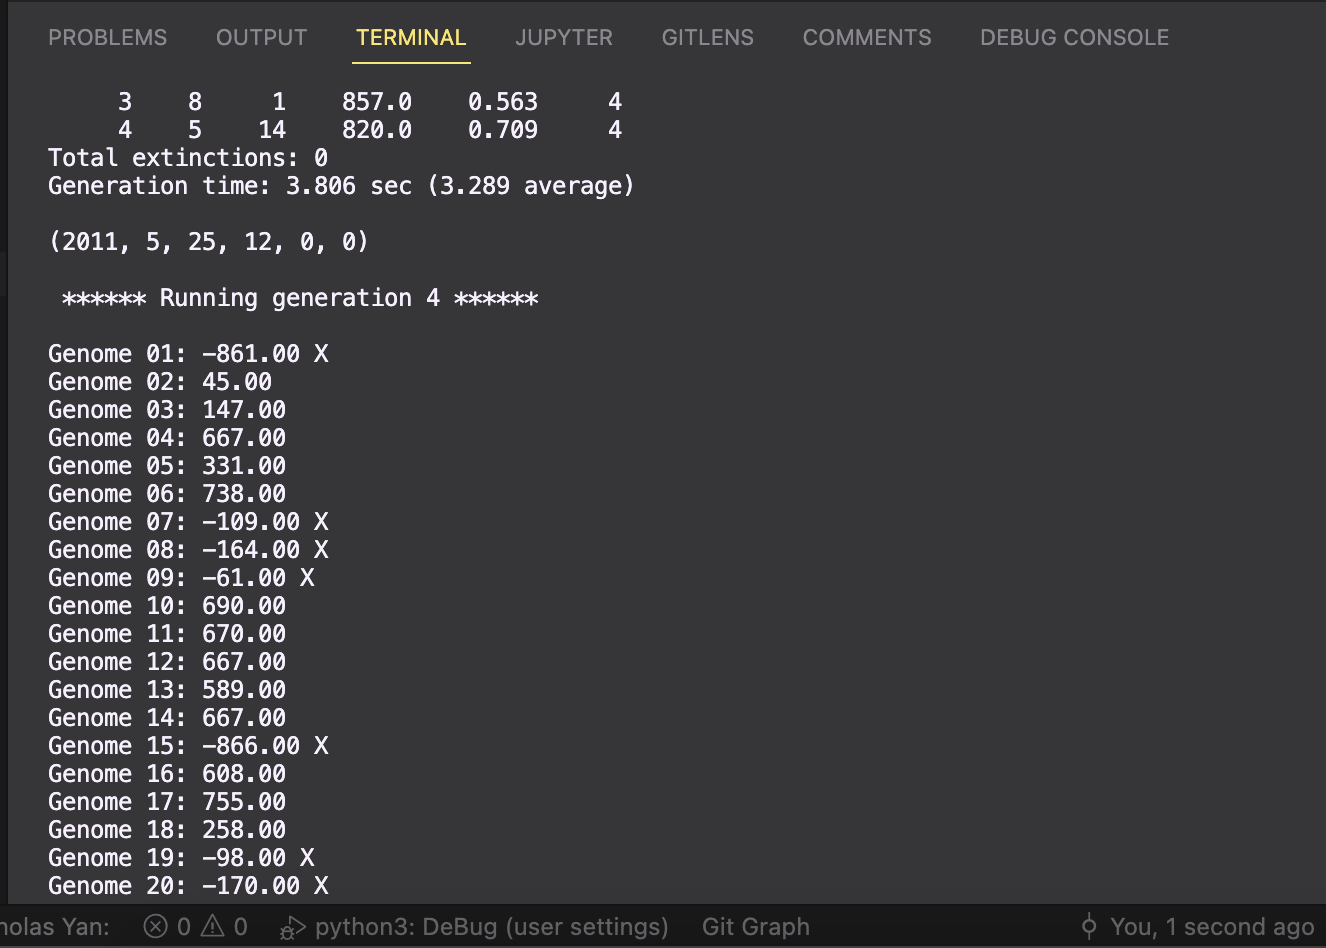 PROBLEMS OUTPUT TERMINAL JUPYTER GITLENS COMMENTS DEBUG CONSOLE
3 8 1 857.0 0.563 4
4 5 14 820.0 0.709 4
Total extinctions: 0
Generation time: 3.806 sec (3.289 average)
(2011, 5, 25, 12, 0, 0)
****** Running generation 4 ******
Genome 01: -861.00 X
Genome 02: 45.00
Genome 03: 147.00
Genome 04: 667.00
Genome 05: 331.00
Genome 06: 738.00
Genome 07: -109.00 X
Genome 08: -164.00 X
Genome 09: -61.00 X
Genome 10: 690.00
Genome 11: 670.00
Genome 12: 667.00
Genome 13: 589.00
Genome 14: 667.00
Genome 15: -866.00 X
Genome 16: 608.00
Genome 17: 755.00
Genome 18: 258.00
Genome 19: -98.00 X
Genome 20: -170.00 X
holas Yan: 0 0 python3: DeBug (user settings) Git Graph You, 1 second ago